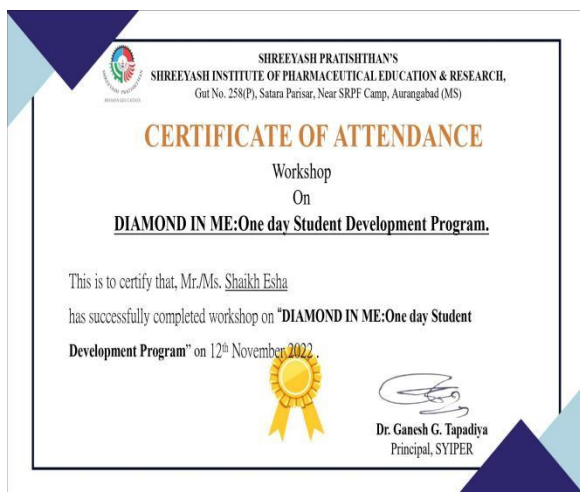 SHREEYASH PRATISHTHAN'S
SHREEYASH INSTITUTE OF PHARMACEUTICAL EDUCATION & RESEARCH,
Gut No. 258(P), Satara Parisar, Near SRPF Camp, Aurangabad (MS)
SHREEYASH PRATISHTHAN
CERTIFICATE OF ATTENDANCE
Workshop
On
DIAMOND IN ME:One day Student Development Program.
This is to certify that, Mr./Ms. Shaikh Esha
has successfully completed workshop on "DIAMOND IN ME:One day Student
Development Program" on 12th November 2022 .
Dr. Ganesh G. Tapadiya
Principal, SYIPER